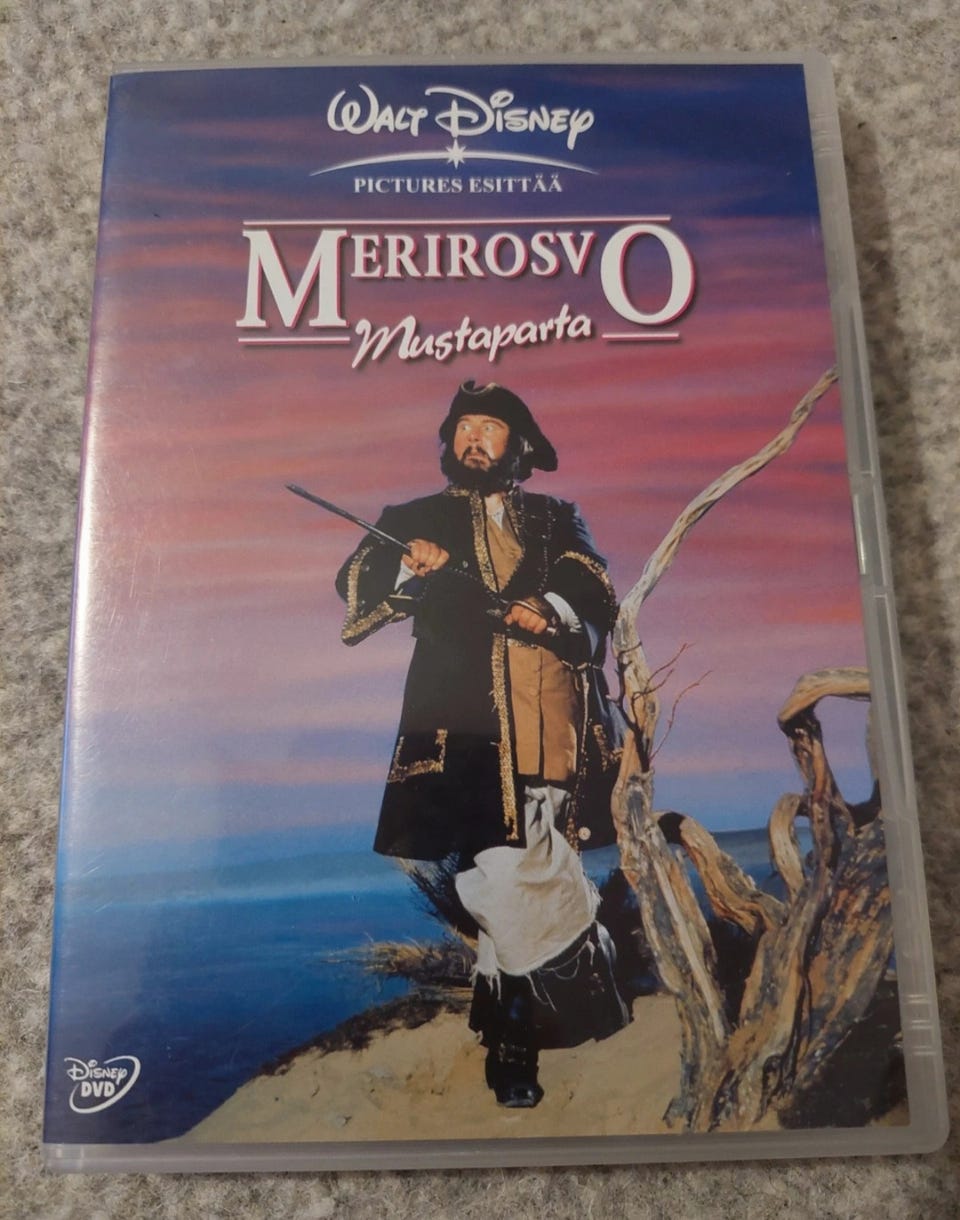 WALT DISNEY
PICTURES ESITTÄÄ
MERIROSVO
Mustaparta
DISNEY
DVD